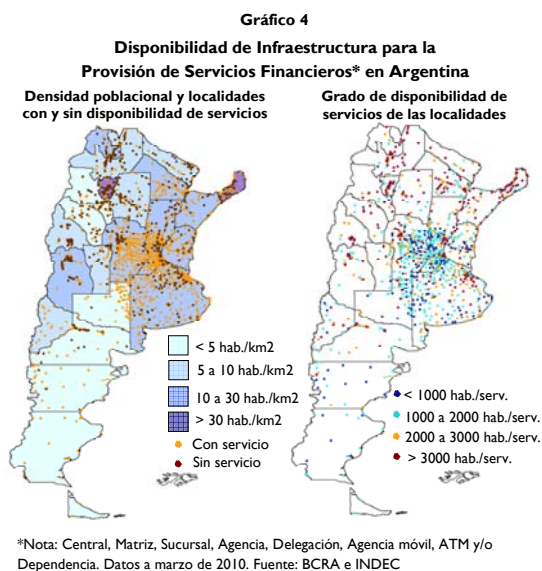 Gráfico 4
Disponibilidad de Infraestructura para la
Provisión de Servicios Financieros* en Argentina
Densidad poblacional y localidades
con y sin disponibilidad de servicios
Grado de disponibilidad de
servicios de las localidades
< 5 hab./km2
5 a 10 hab./km2
10 a 30 hab./km2
> 30 hab./km2
Con servicio
Sin servicio
< 1000 hab./serv.
1000 a 2000 hab./serv.
2000 a 3000 hab./serv.
> 3000 hab./serv.
*Nota: Central, Matriz, Sucursal, Agencia, Delegación, Agencia móvil, ATM y/o
Dependencia. Datos a marzo de 2010. Fuente: BCRA e INDEC